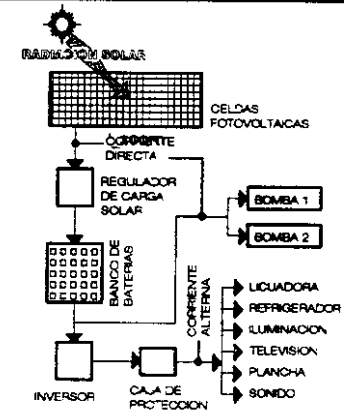 RADIACION SOLAR
CELDAS
FOTOVOLTAICAS
CORRIENTE
DIRECTA
REGULADOR
DE CARGA
SOLAR
BOMBA 1
BOMBA 2
BANCO DE
BATERIAS
CORRIENTE
ALTERNA
LICUADORA
REFRIGERADOR
ILUMINACION
TELEVISION
PLANCHA
SONIDO
INVERSOR
CAJA DE
PROTECCION